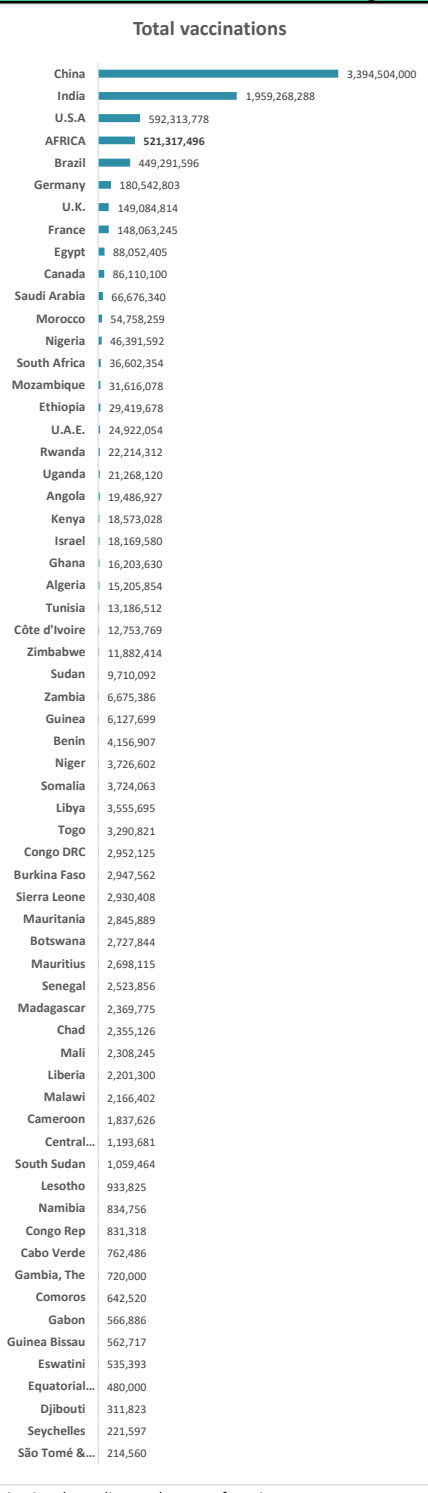 Total vaccinations
China 3,394,504,000
India 1,959,268,288
U.S.A 592,313,778
AFRICA 521,317,496
Brazil 449,291,596
Germany 180,542,803
U.K. 149,084,814
France 148,063,245
Egypt 88,052,405
Canada 86,110,100
Saudi Arabia 66,676,340
Morocco 54,758,259
Nigeria 46,391,592
South Africa 36,602,354
Mozambique 31,616,078
Ethiopia 29,419,678
U.A.E. 24,922,054
Rwanda 22,214,312
Uganda 21,268,120
Angola 19,486,927
Kenya 18,573,028
Israel 18,169,580
Ghana 16,203,630
Algeria 15,205,854
Tunisia 13,186,512
Côte d'Ivoire 12,753,769
Zimbabwe 11,882,414
Sudan 9,710,092
Zambia 6,675,386
Guinea 6,127,699
Benin 4,156,907
Niger 3,726,602
Somalia 3,724,063
Libya 3,555,695
Togo 3,290,821
Congo DRC 2,952,125
Burkina Faso 2,947,562
Sierra Leone 2,930,408
Mauritania 2,845,889
Botswana 2,727,844
Mauritius 2,698,115
Senegal 2,523,856
Madagascar 2,369,775
Chad 2,355,126
Mali 2,308,245
Liberia 2,201,300
Malawi 2,166,402
Cameroon 1,837,626
Central... 1,193,681
South Sudan 1,059,464
Lesotho 933,825
Namibia 834,756
Congo Rep 831,318
Cabo Verde 762,486
Gambia, The 720,000
Comoros 642,520
Gabon 566,886
Guinea Bissau 562,717
Eswatini 535,393
Equatorial... 480,000
Djibouti 311,823
Seychelles 221,597
São Tomé &... 214,560